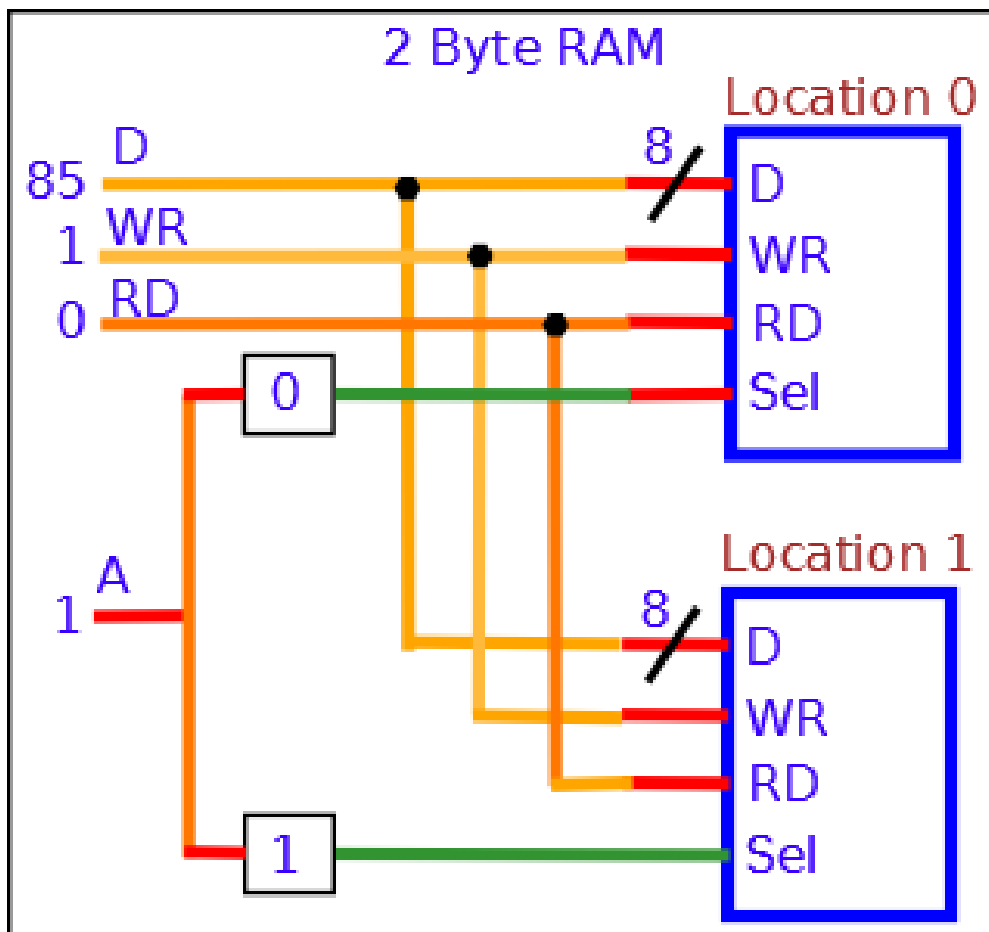 2 Byte RAM
Location 0
D
8
85
D
WR
1
WR
RD
0
RD
0
Sel
Location 1
A
1
8
D
WR
RD
1
Sel